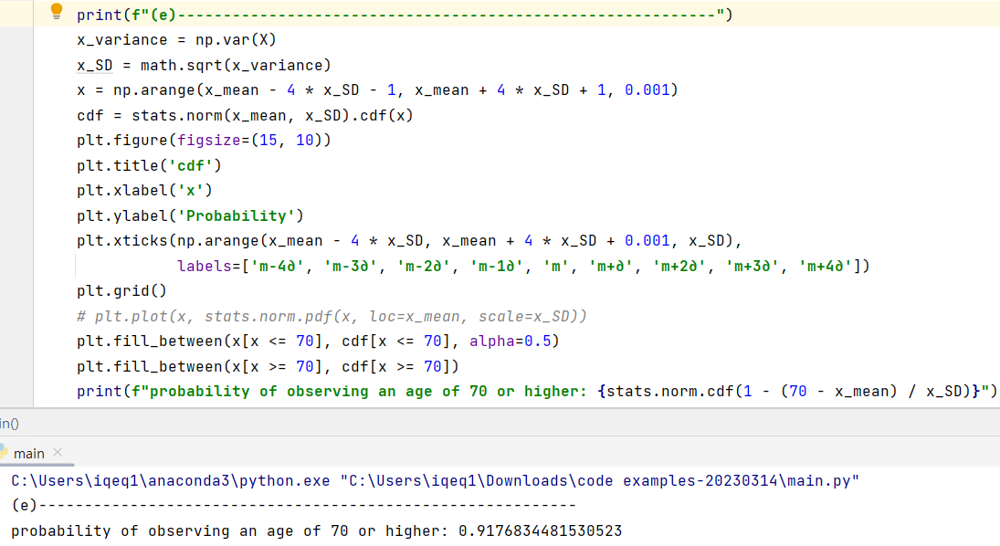 print(f"(e)-----------------------------------------------------------")
x_variance = np.var(X)
x_SD = math.sqrt(x_variance)
x = np.arange(x_mean - 4 * x_SD - 1, x_mean + 4 * x_SD + 1, 0.001)
cdf = stats.norm(x_mean, x_SD).cdf(x)
plt.figure(figsize=(15, 10))
plt.title('cdf')
plt.xlabel('x')
plt.ylabel('Probability')
plt.xticks(np.arange(x_mean - 4 * x_SD, x_mean + 4 * x_SD + 0.001, x_SD),
labels=['m-4∂', 'm-3∂', 'm-2∂', 'm-1∂', 'm', 'm+∂', 'm+2∂', 'm+3∂', 'm+4∂'])
plt.grid()
# plt.plot(x, stats.norm.pdf(x, loc=x_mean, scale=x_SD))
plt.fill_between(x[x <= 70], cdf[x <= 70], alpha=0.5)
plt.fill_between(x[x >= 70], cdf[x >= 70])
print(f"probability of observing an age of 70 or higher: {stats.norm.cdf(1 - (70 - x_mean) / x_SD)}")
in()
main
C:\Users\iqeq1\anaconda3\python.exe "C:\Users\iqeq1\Downloads\code examples-20230314\main.py"
(e)-----------------------------------------------------------
probability of observing an age of 70 or higher: 0.9176834481530523